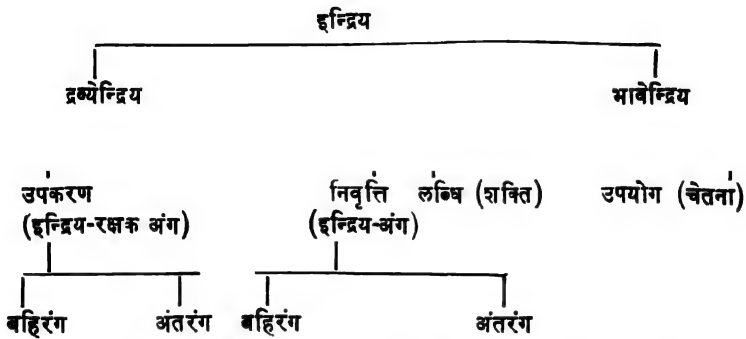 इन्द्रिय
द्रव्येन्द्रिय भावेन्द्रिय
उपकरण निवृत्ति लब्धि (शक्ति) उपयोग (चेतना)
(इन्द्रिय-रक्षक अंग) (इन्द्रिय-अंग)
बहिरंग अंतरंग बहिरंग अंतरंग